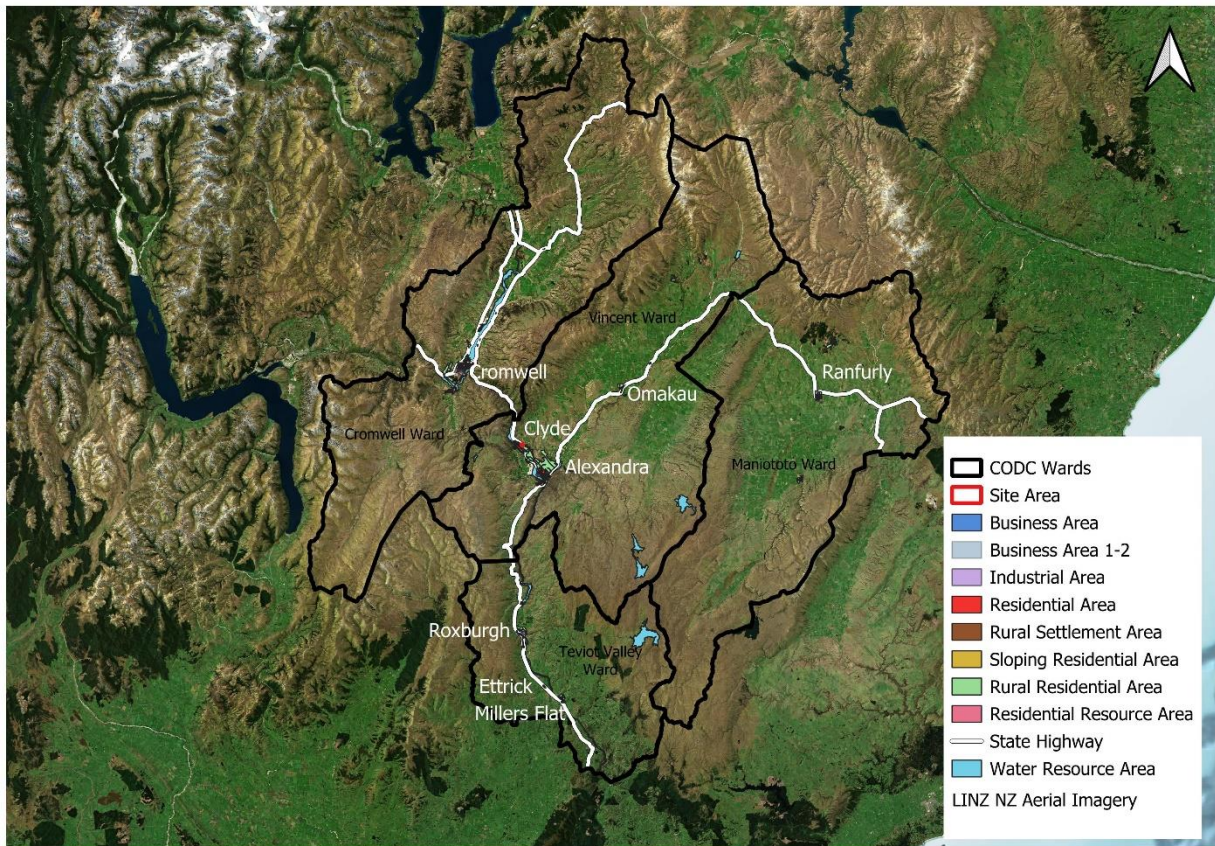 Vincent Ward
Cromwell
Ranfurly
Omakau
Clyde
Cromwell Ward
Alexandra
Maniototo Ward
Roxburgh
Teviot Valley
Ward
Ettrick
Millers Flat
CODC Wards
Site Area
Business Area
Business Area 1-2
Industrial Area
Residential Area
Rural Settlement Area
Sloping Residential Area
Rural Residential Area
Residential Resource Area
State Highway
Water Resource Area
LINZ NZ Aerial Imagery